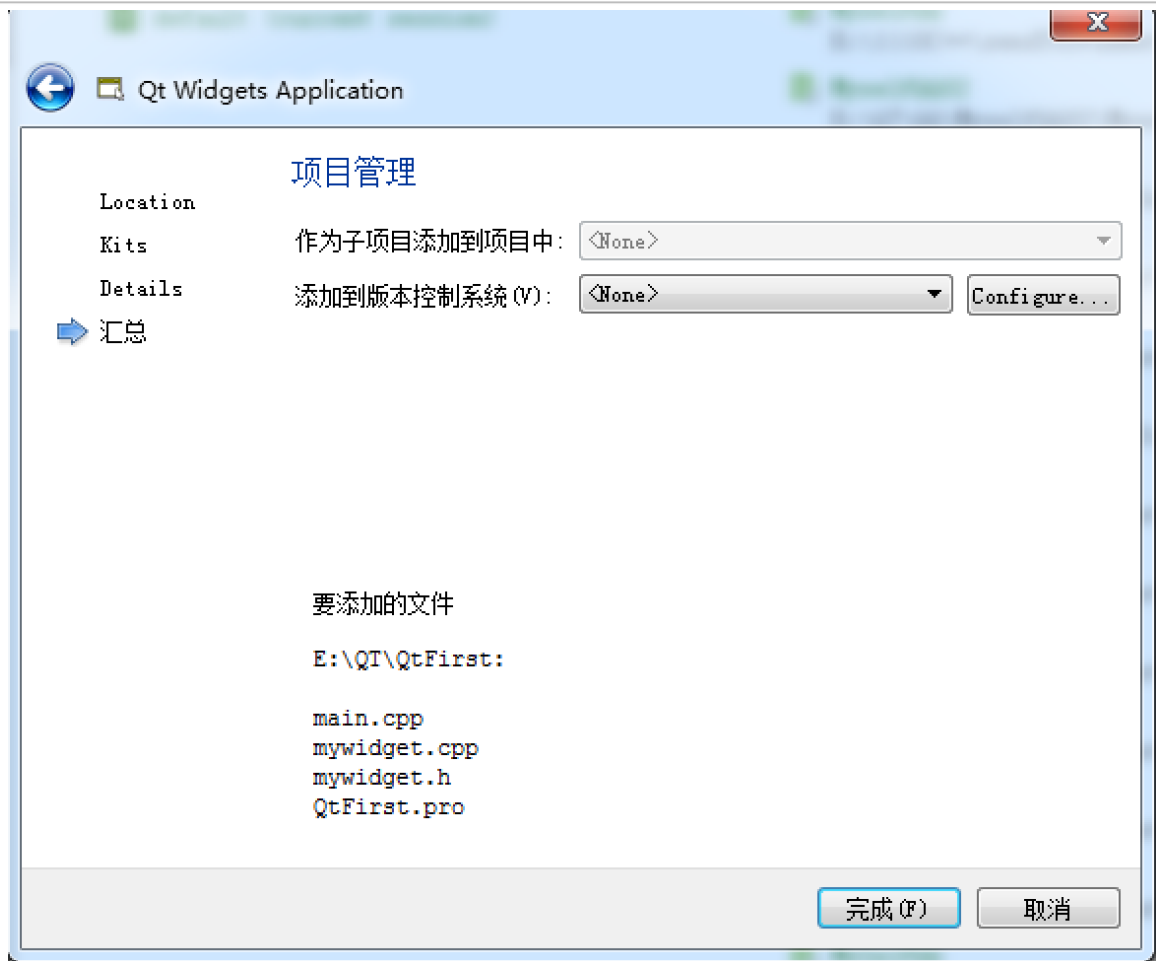 Qt Widgets Application
项目管理
Location
Kits
Details
汇总
作为子项目添加到项目中: <None>
添加到版本控制系统(V): <None> Configure...
要添加的文件
E:\QT\QtFirst:
main.cpp
mywidget.cpp
mywidget.h
QtFirst.pro
完成(F) 取消